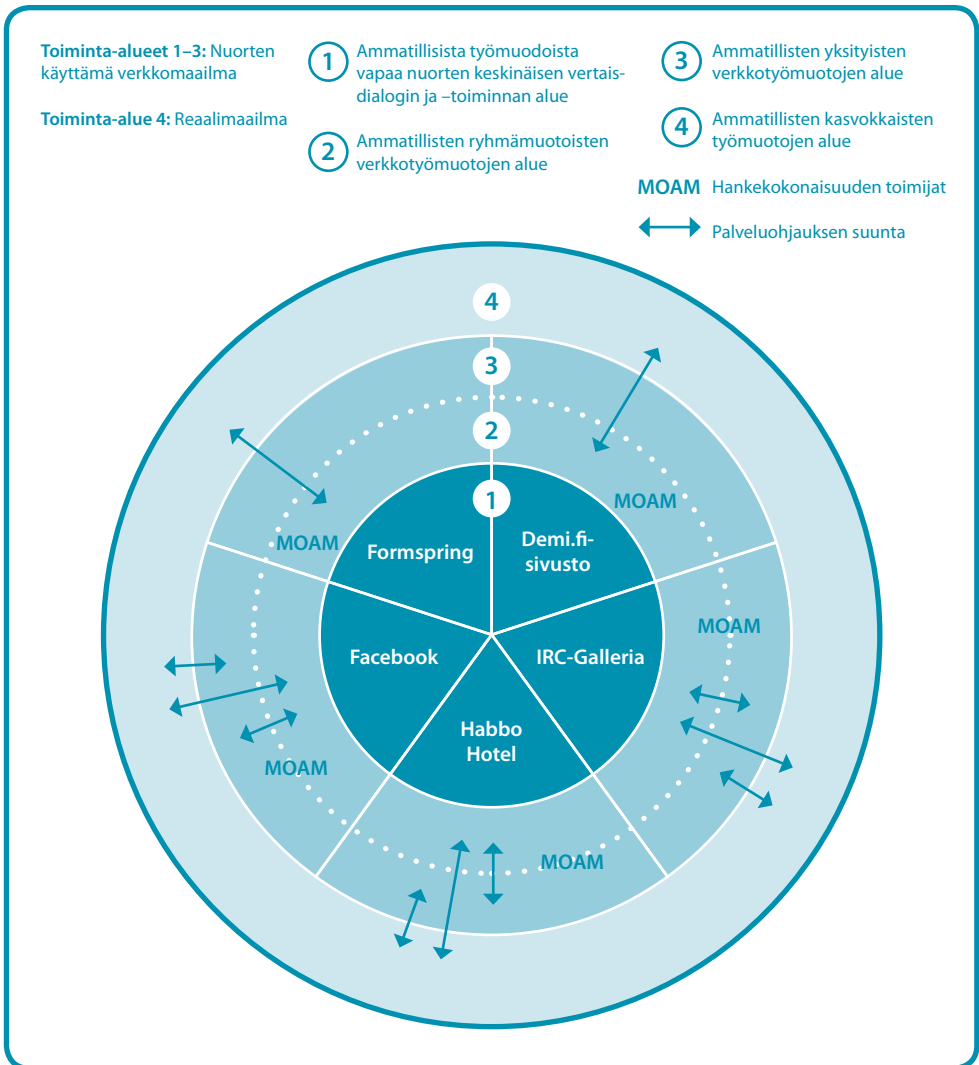 Toiminta-alueet 1–3: Nuorten
käyttämä verkkomaailma
Toiminta-alue 4: Reaalimaailma
1
Ammatillisista työmuodoista
vapaa nuorten keskinäisen vertais-
dialogin ja –toiminnan alue
2
Ammatillisten ryhmämuotoisten
verkkotyömuotojen alue
3
Ammatillisten yksityisten
verkkotyömuotojen alue
4
Ammatillisten kasvokkaisten
työmuotojen alue
MOAM Hankekokonaisuuden toimijat
Palveluohjauksen suunta
4
3
2
1
MOAM
MOAM
Formspring
Demi.fi-
sivusto
MOAM
Facebook
IRC-Galleria
Habbo
Hotel
MOAM
MOAM